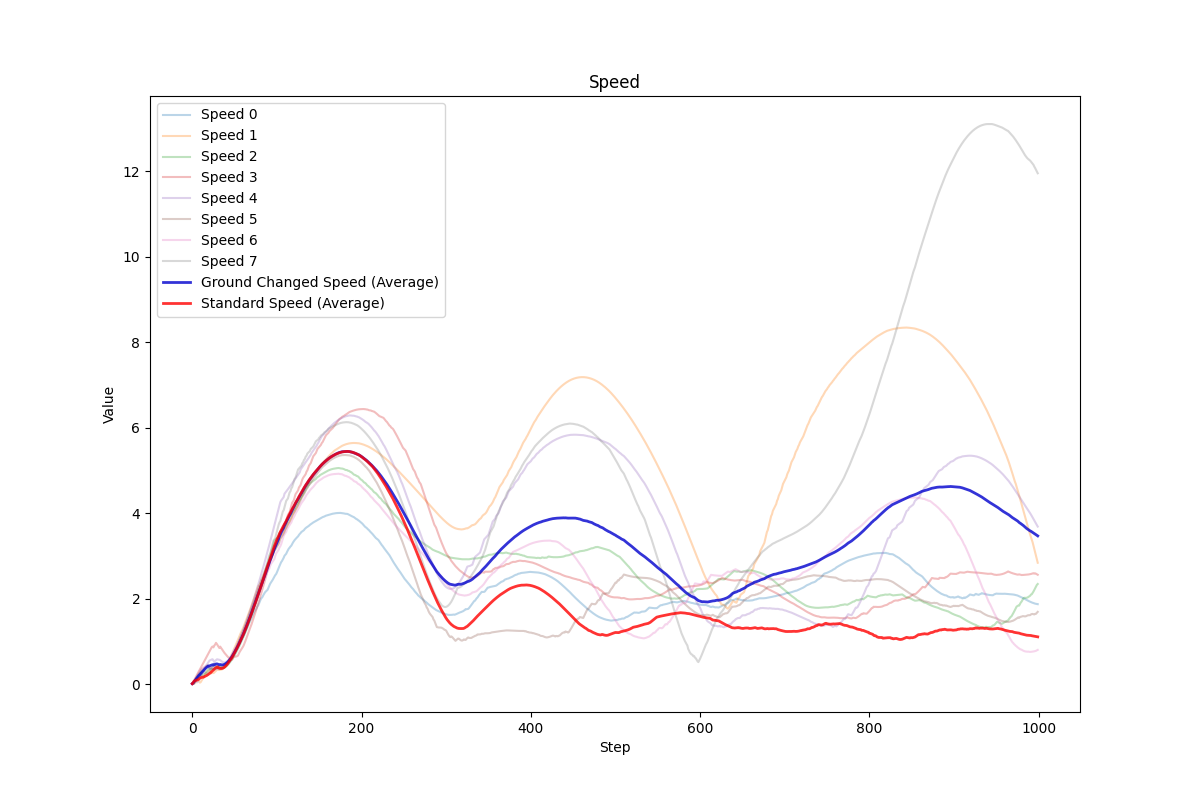 Speed
Speed 0
Speed 1
Speed 2
Speed 3
Speed 4
Speed 5
Speed 6
Speed 7
Ground Changed Speed (Average)
Standard Speed (Average)
Value
12
10
8
6
4
2
0
0 200 400 600 800 1000
Step